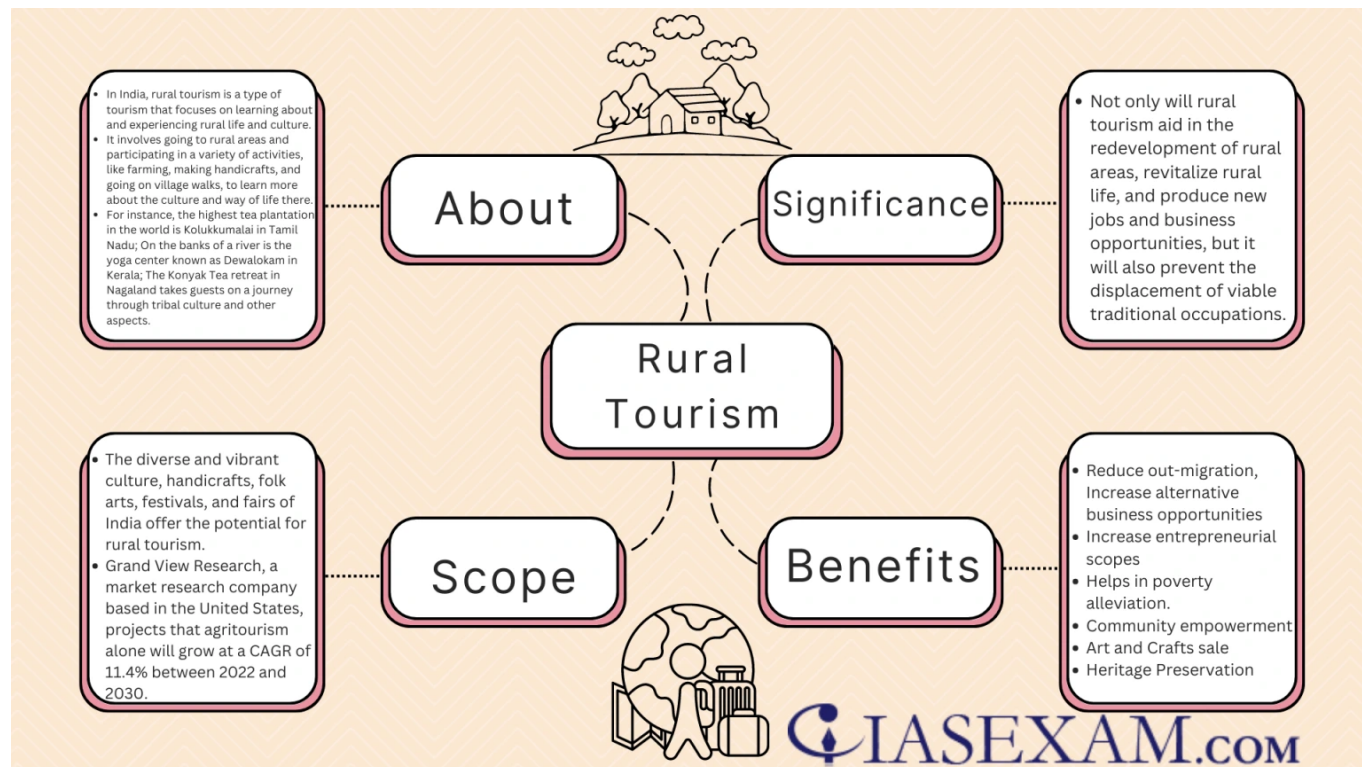 • In India, rural tourism is a type of
tourism that focuses on learning about
and experiencing rural life and culture.
• It involves going to rural areas and
participating in a variety of activities,
like farming, making handicrafts, and
going on village walks, to learn more
about the culture and way of life there.
• For instance, the highest tea plantation
in the world is Kolukkumalai in Tamil
Nadu; On the banks of a river is the
yoga center known as Dewalokam in
Kerala; The Konyak Tea retreat in
Nagaland takes guests on a journey
through tribal culture and other
aspects.
About
Significance
• Not only will rural
tourism aid in the
redevelopment of rural
areas, revitalize rural
life, and produce new
jobs and business
opportunities, but it
will also prevent the
displacement of viable
traditional occupations.
Rural
Tourism
• The diverse and vibrant
culture, handicrafts, folk
arts, festivals, and fairs of
India offer the potential for
rural tourism.
• Grand View Research, a
market research company
based in the United States,
projects that agritourism
alone will grow at a CAGR of
11.4% between 2022 and
2030.
Scope
Benefits
• Reduce out-migration,
Increase alternative
business opportunities
• Increase entrepreneurial
scopes
• Helps in poverty
alleviation.
• Community empowerment
• Art and Crafts sale
• Heritage Preservation
IASEXAM.COM